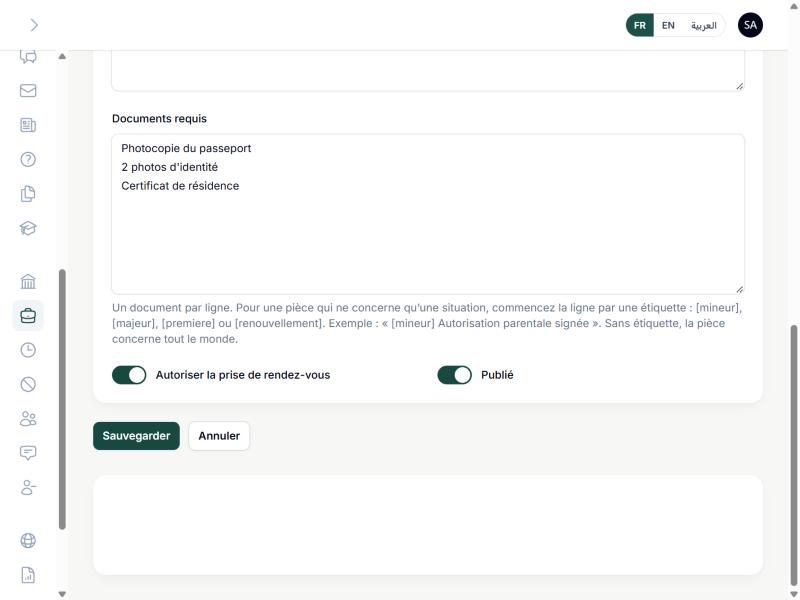 FR EN العربية SA
Documents requis
Photocopie du passeport
2 photos d'identité
Certificat de résidence
Un document par ligne. Pour une pièce qui ne concerne qu'une situation, commencez la ligne par une étiquette : [mineur],
[majeur], [premiere] ou [renouvellement]. Exemple : « [mineur] Autorisation parentale signée ». Sans étiquette, la pièce
concerne tout le monde.
Autoriser la prise de rendez-vous Publié
Sauvegarder Annuler